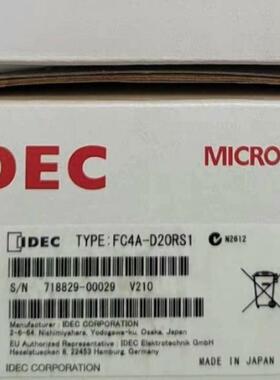 IDEC MICRO
IDEC TYPE:FC4A-D20RS1 N2612
S/N 718829-00029 V210
Manufacturer :
IDEC CORPORATION
2-6-64, Nishimiyahara, Yodogawa-ku, Osaka, Japan
EU Authorized Representative : IDEC Elektrotechnik GmbH
Heselstuecken 8, 22453 Hamburg, Germany
IDEC CORPORATION MADE IN JAPAN